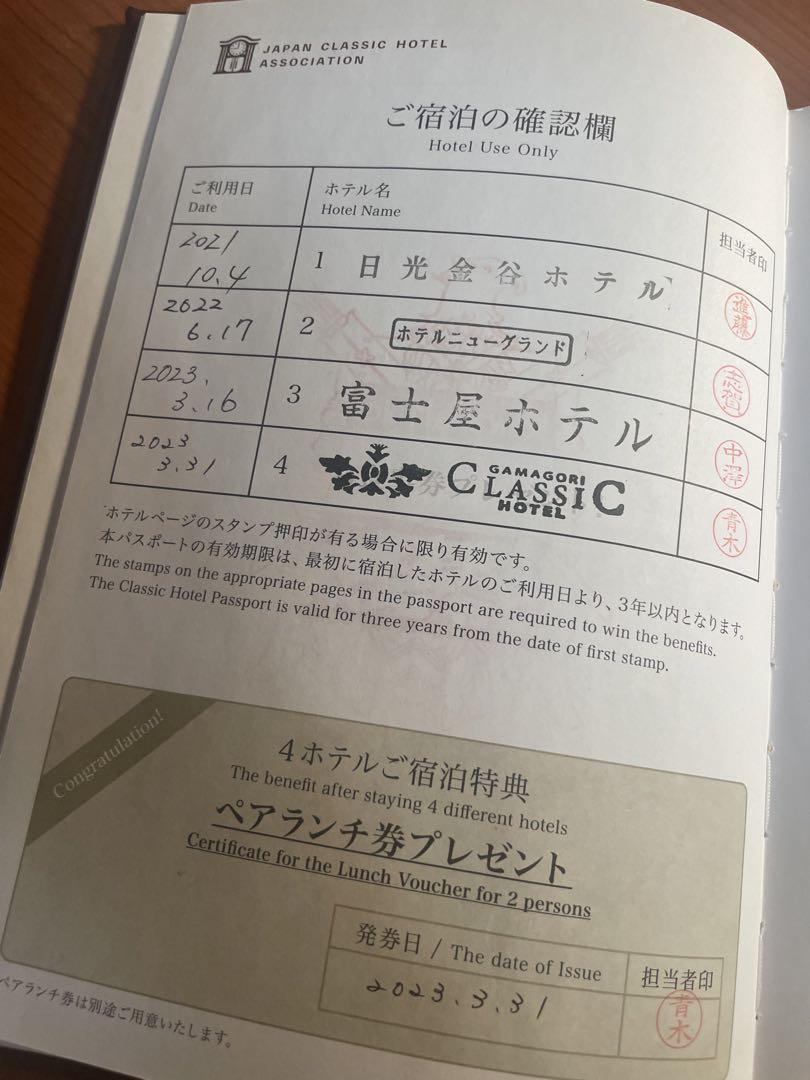 JAPAN CLASSIC HOTEL
ASSOCIATION
ご宿泊の確認欄
Hotel Use Only
ご利用日
Date
ホテル名
Hotel Name
担当者印
2021
10.4
1 日光金谷ホテル
進藤
2022
6.17
2 ホテルニューグランド
志賀
2023.
3.16
3 富士屋ホテル
中澤
2023
3.31
4 GAMAGORI
CLASSIC
HOTEL
青木
*ホテルページのスタンプ押印が有る場合に限り有効です。
本パスポートの有効期限は、最初に宿泊したホテルのご利用日より、3年以内となります。
The stamps on the appropriate pages in the passport are required to win the benefits.
The Classic Hotel Passport is valid for three years from the date of first stamp.
Congratulation!
4ホテルご宿泊特典
The benefit after staying 4 different hotels
ペアランチ券プレゼント
Certificate for the Lunch Voucher for 2 persons
発券日 / The date of Issue
担当者印
2023.3.31
青木
ペアランチ券は別途ご用意いたします。